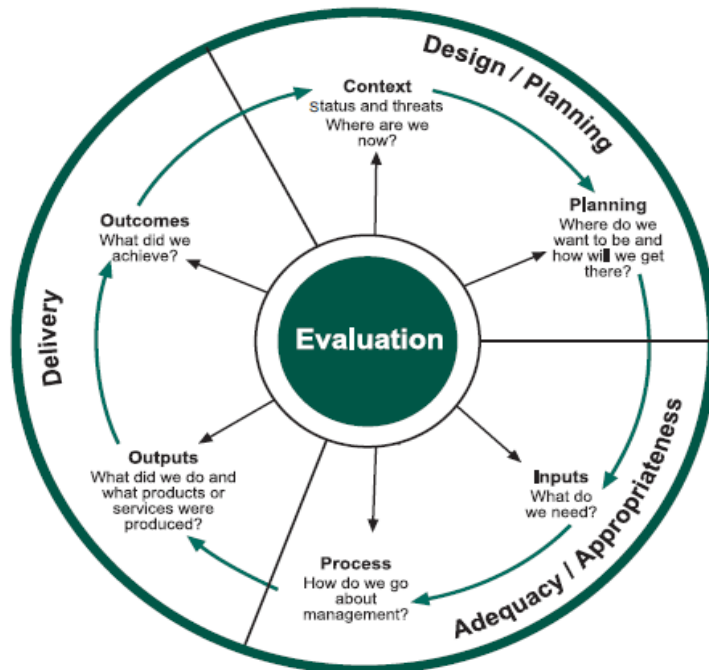 Design / Planning
Context
Status and threats
Where are we
now?
Planning
Where do we
want to be and
how will we get
there?
Outcomes
What did we
achieve?
Delivery
Evaluation
Outputs
What did we do and
what products or
services were
produced?
Inputs
What do
we need?
Process
How do we go
about
management?
Adequacy / Appropriateness